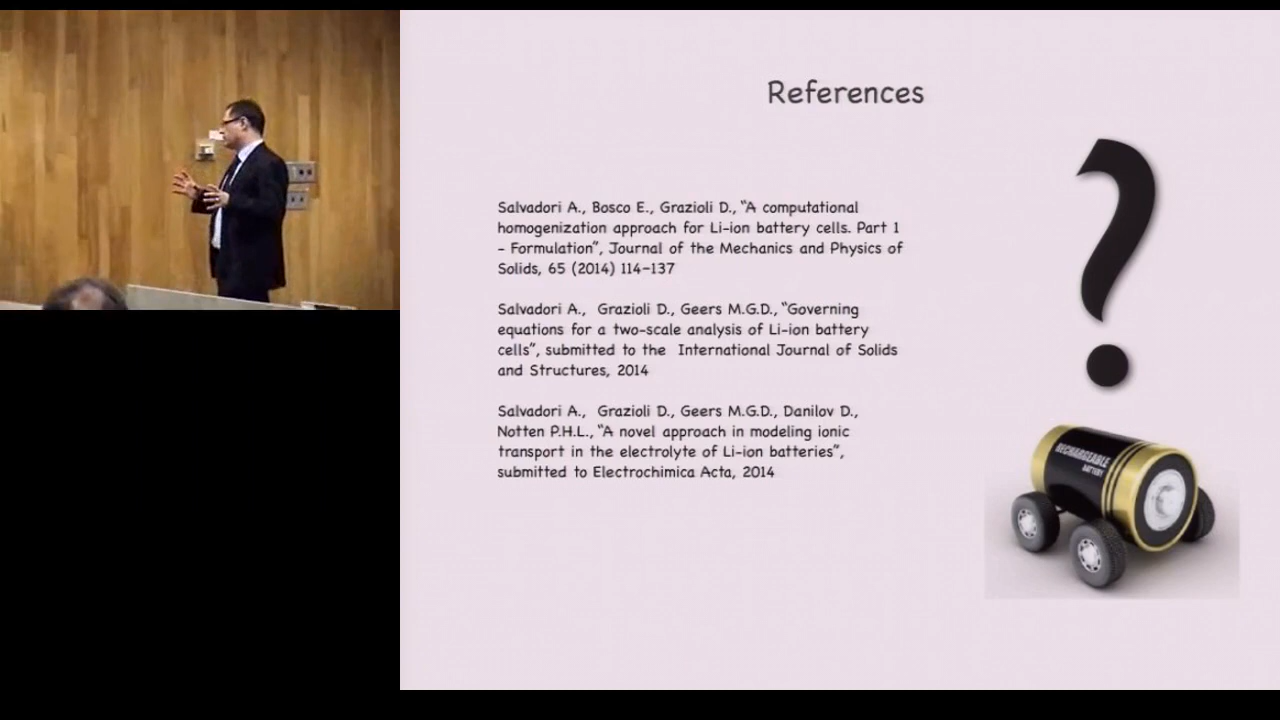 References
Salvadori A., Bosco E., Grazioli D., “A computational
homogenization approach for Li-ion battery cells. Part 1
- Formulation”, Journal of the Mechanics and Physics of
Solids, 65 (2014) 114–137
Salvadori A., Grazioli D., Geers M.G.D., “Governing
equations for a two-scale analysis of Li-ion battery
cells”, submitted to the International Journal of Solids
and Structures, 2014
Salvadori A., Grazioli D., Geers M.G.D., Danilov D.,
Notten P.H.L., “A novel approach in modeling ionic
transport in the electrolyte of Li-ion batteries”,
submitted to Electrochimica Acta, 2014
?
RECHARGEABLE
BATTERY